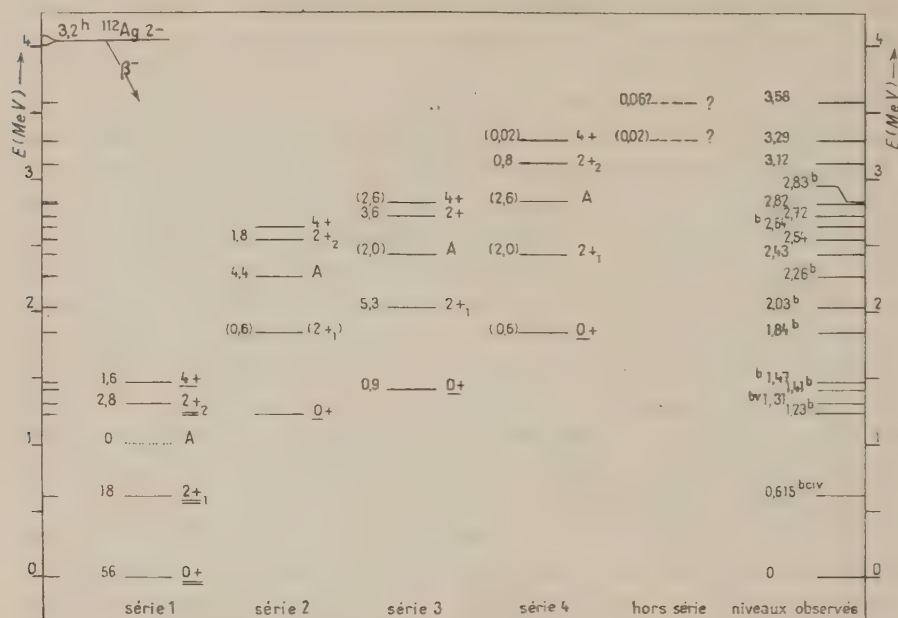 4 3,2h 112Ag 2- 4
β-
E(MeV) E(MeV)
0,062 ? 3,58
(0,02) 4+ (0,02) ? 3,29
0,8 2+2 3,12
3 3
2,83b
(2,6) 4+ (2,6) A 2,82
3,6 2+ 2,72
4+ b 2,64
1,8 2+2 2,54
(2,0) A (2,0) 2+1 2,43
4,4 A 2,26b
2 5,3 2+1 2,03b 2
(0,6) (2+1) (0,6) 0+ 1,84b
1,6 4+ b 1,47
0,9 0+ 1,41b
2,8 2+2 bv 1,31
0+ 1,23b
1 0 A 1
18 2+1 0,615bciv
0 56 0+ 0 0
série 1 série 2 série 3 série 4 hors série niveaux observés